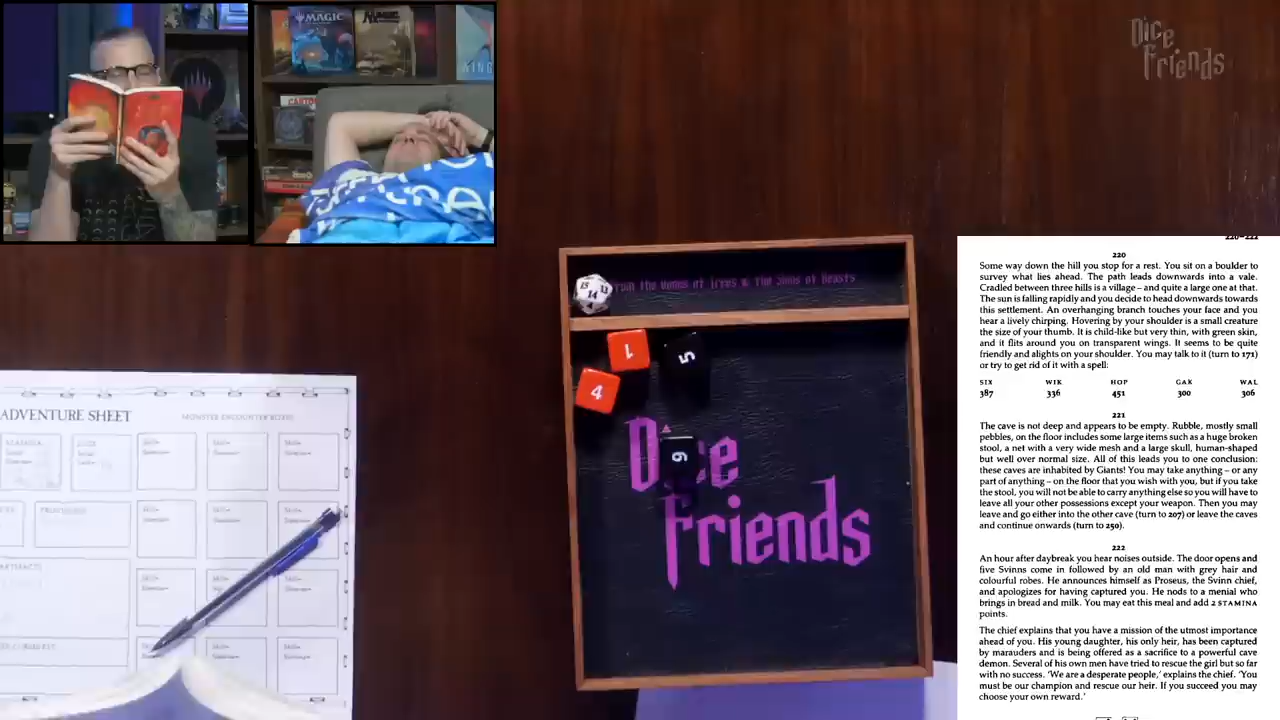 MAGIC
Dice
Friends
From the Dunes of Trees & the Sons of Beasts
15
12
14
4
1
5
4
6
Dice
Friends
ADVENTURE SHEET
MONSTER ENCOUNTER BOXES
Skill=
Skill=
Skill=
PROVISIONS
220–222
220
Some way down the hill you stop for a rest. You sit on a boulder to
survey what lies ahead. The path leads downwards into a vale.
Cradled between three hills is a village – and quite a large one at that.
The sun is falling rapidly and you decide to head downwards towards
this settlement. An overhanging branch touches your face and you
hear a lively chirping. Hovering by your shoulder is a small creature
the size of your thumb. It is child-like but very thin, with green skin,
and it flits around you on transparent wings. It seems to be quite
friendly and alights on your shoulder. You may talk to it (turn to 171)
or try to get rid of it with a spell:
SIX WIK HOP GAK WAL
387 336 451 300 306
221
The cave is not deep and appears to be empty. Rubble, mostly small
pebbles, on the floor includes some large items such as a huge broken
stool, a net with a very wide mesh and a large skull, human-shaped
but well over normal size. All of this leads you to one conclusion:
these caves are inhabited by Giants! You may take anything – or any
part of anything – on the floor that you wish with you, but if you take
the stool, you will not be able to carry anything else so you will have to
leave all your other possessions except your weapon. Then you may
leave and go either into the other cave (turn to 207) or leave the caves
and continue onwards (turn to 250).
222
An hour after daybreak you hear noises outside. The door opens and
five Svinns come in followed by an old man with grey hair and
colourful robes. He announces himself as Proseus, the Svinn chief,
and apologizes for having captured you. He nods to a menial who
brings in bread and milk. You may eat this meal and add 2 STAMINA
points.
The chief explains that you have a mission of the utmost importance
ahead of you. His young daughter, his only heir, has been captured
by marauders and is being offered as a sacrifice to a powerful cave
demon. Several of his own men have tried to rescue the girl but so far
with no success. 'We are a desperate people,' explains the chief. 'You
must be our champion and rescue our heir. If you succeed you may
choose your own reward.'